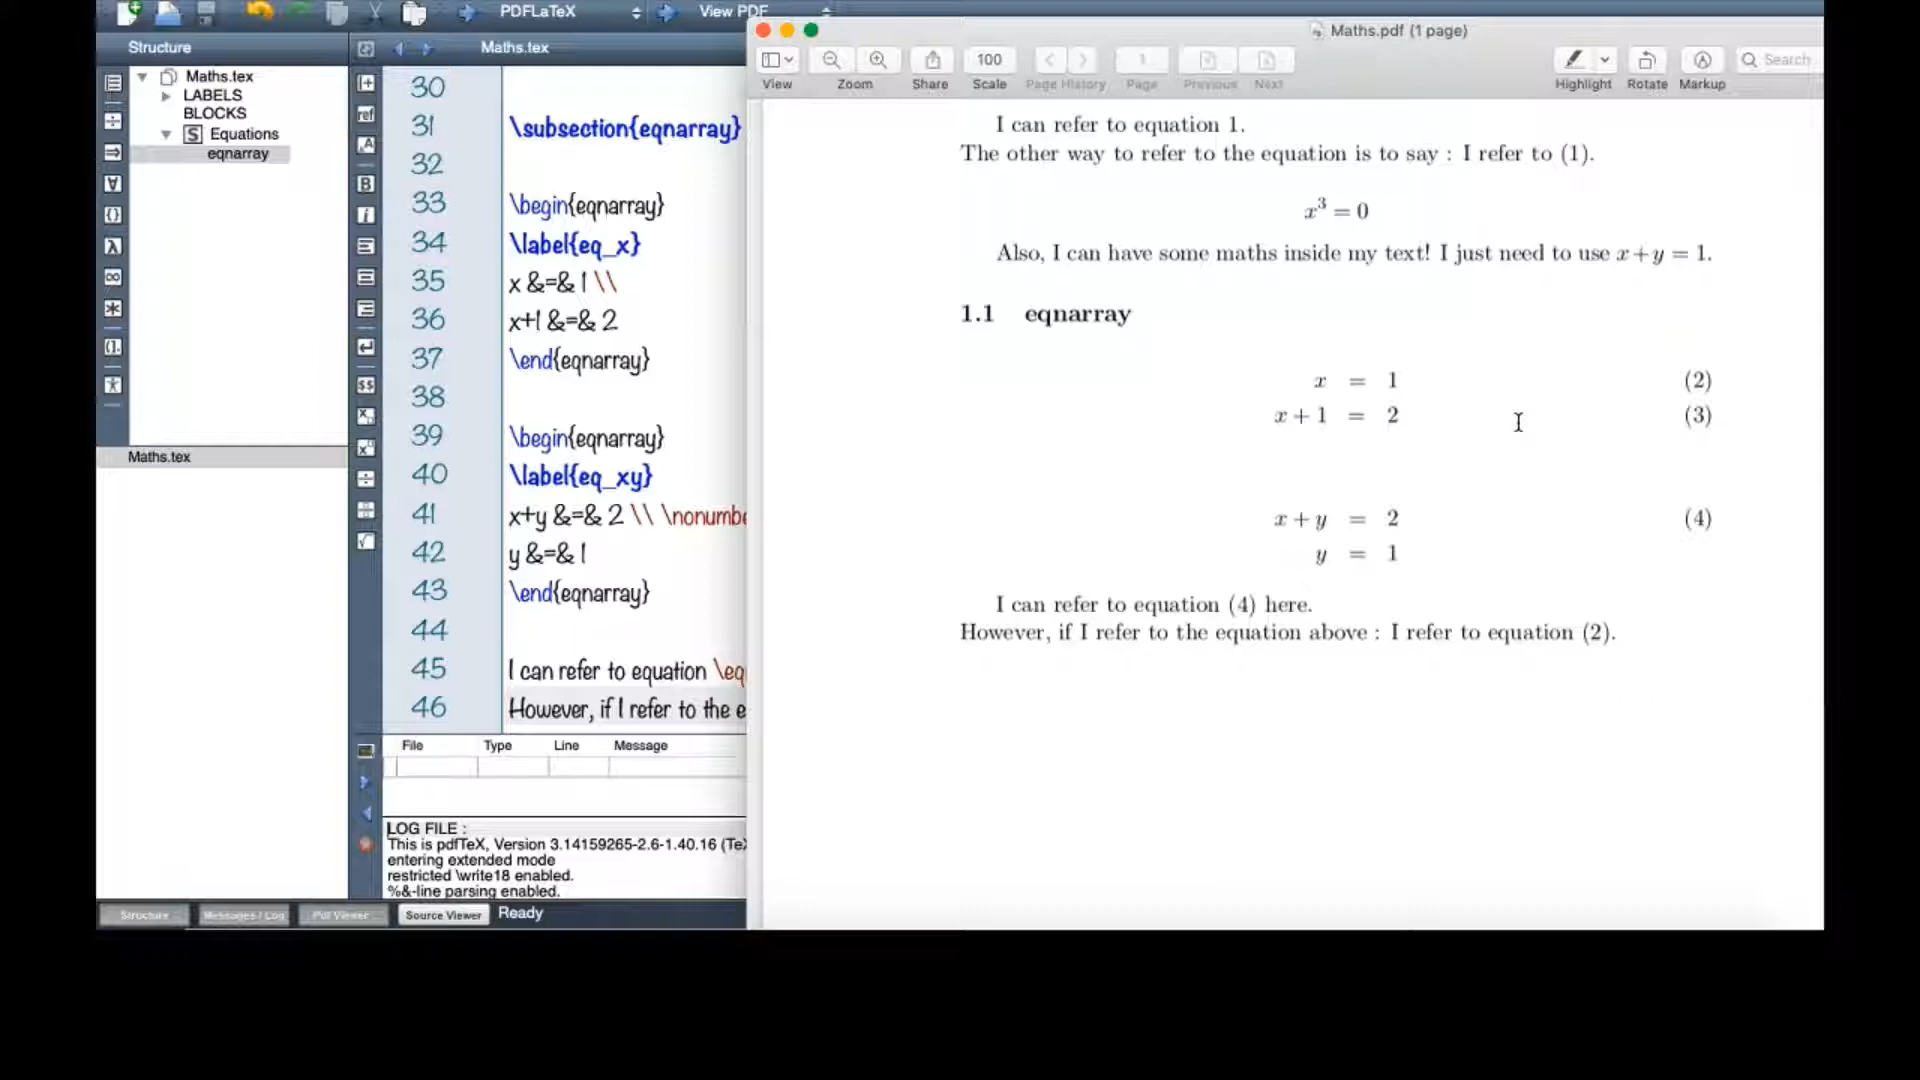 PDFLaTeX View PDF
Structure
Maths.tex
Maths.tex
LABELS
BLOCKS
S Equations
eqnarray
Maths.tex
30
31 \subsection{eqnarray}
32
33 \begin{eqnarray}
34 \label{eq_x}
35 x &=& 1 \\
36 x+1 &=& 2
37 \end{eqnarray}
38
39 \begin{eqnarray}
40 \label{eq_xy}
41 x+y &=& 2 \\ \nonumbe
42 y &=& 1
43 \end{eqnarray}
44
45 I can refer to equation \eq
46 However, if I refer to the e
File Type Line Message
LOG FILE :
This is pdfTeX, Version 3.14159265-2.6-1.40.16 (TeX
entering extended mode
restricted \write18 enabled.
%&-line parsing enabled.
Structure Messages / Log Pdf Viewer Source Viewer Ready
Maths.pdf (1 page)
100 1 Search
View Zoom Share Scale Page History Page Previous Next Highlight Rotate Markup
I can refer to equation 1.
The other way to refer to the equation is to say : I refer to (1).
x³ = 0
Also, I can have some maths inside my text! I just need to use x + y = 1.
1.1 eqnarray
x = 1 (2)
x + 1 = 2 (3)
x + y = 2 (4)
y = 1
I can refer to equation (4) here.
However, if I refer to the equation above : I refer to equation (2).